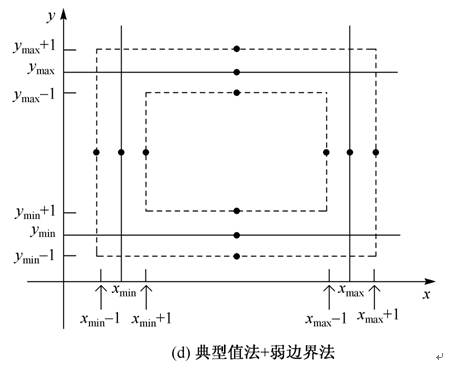 y
y_max+1
y_max
y_max−1
y_min+1
y_min
y_min−1
x_min x_max x
x_min−1 x_min+1 x_max−1 x_max+1
(d) 典型值法+弱边界法